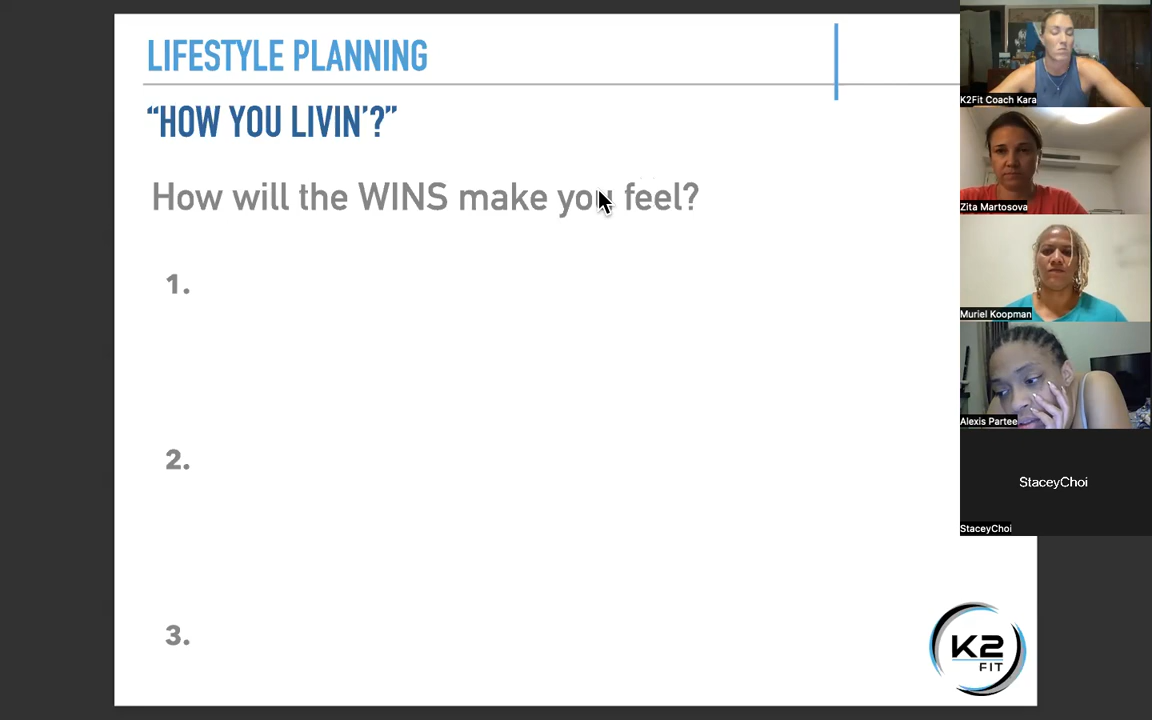 LIFESTYLE PLANNING
“HOW YOU LIVIN’?”
How will the WINS make you feel?
1.
2.
3.
K2
FIT
K2Fit Coach Kara
Zita Martosova
Muriel Koopman
Alexis Partee
StaceyChoi
StaceyChoi